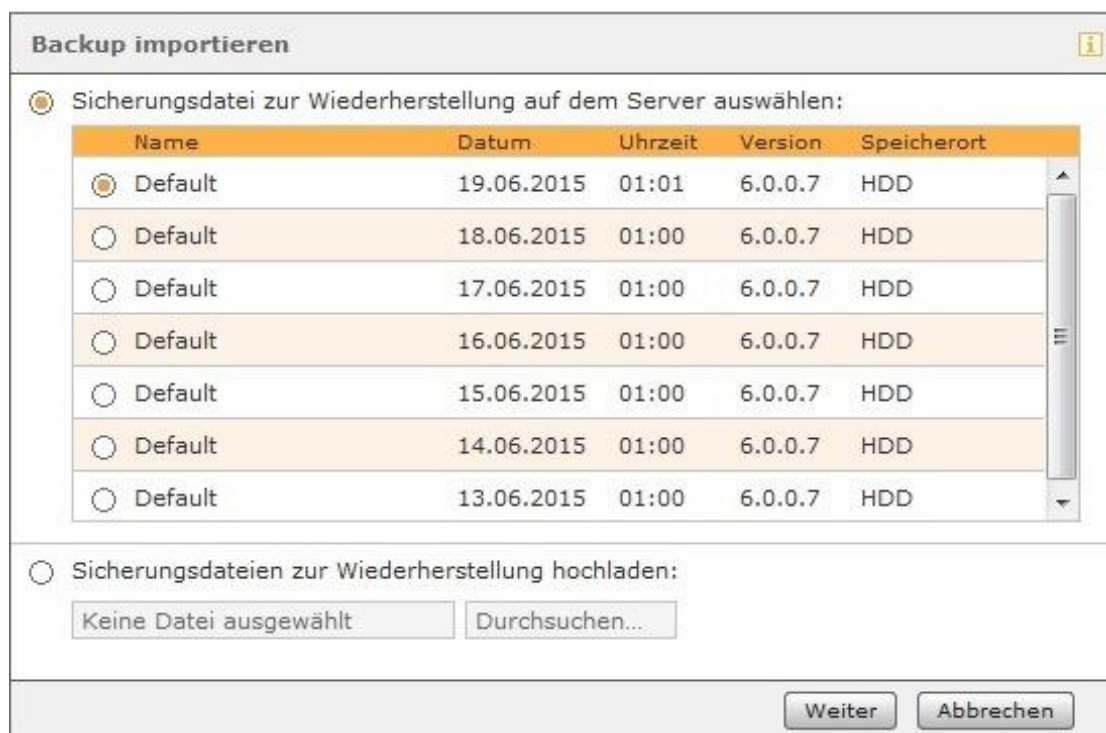 Backup importieren
Sicherungsdatei zur Wiederherstellung auf dem Server auswählen:
Name Datum Uhrzeit Version Speicherort
Default 19.06.2015 01:01 6.0.0.7 HDD
Default 18.06.2015 01:00 6.0.0.7 HDD
Default 17.06.2015 01:00 6.0.0.7 HDD
Default 16.06.2015 01:00 6.0.0.7 HDD
Default 15.06.2015 01:00 6.0.0.7 HDD
Default 14.06.2015 01:00 6.0.0.7 HDD
Default 13.06.2015 01:00 6.0.0.7 HDD
Sicherungsdateien zur Wiederherstellung hochladen:
Keine Datei ausgewählt Durchsuchen...
Weiter Abbrechen